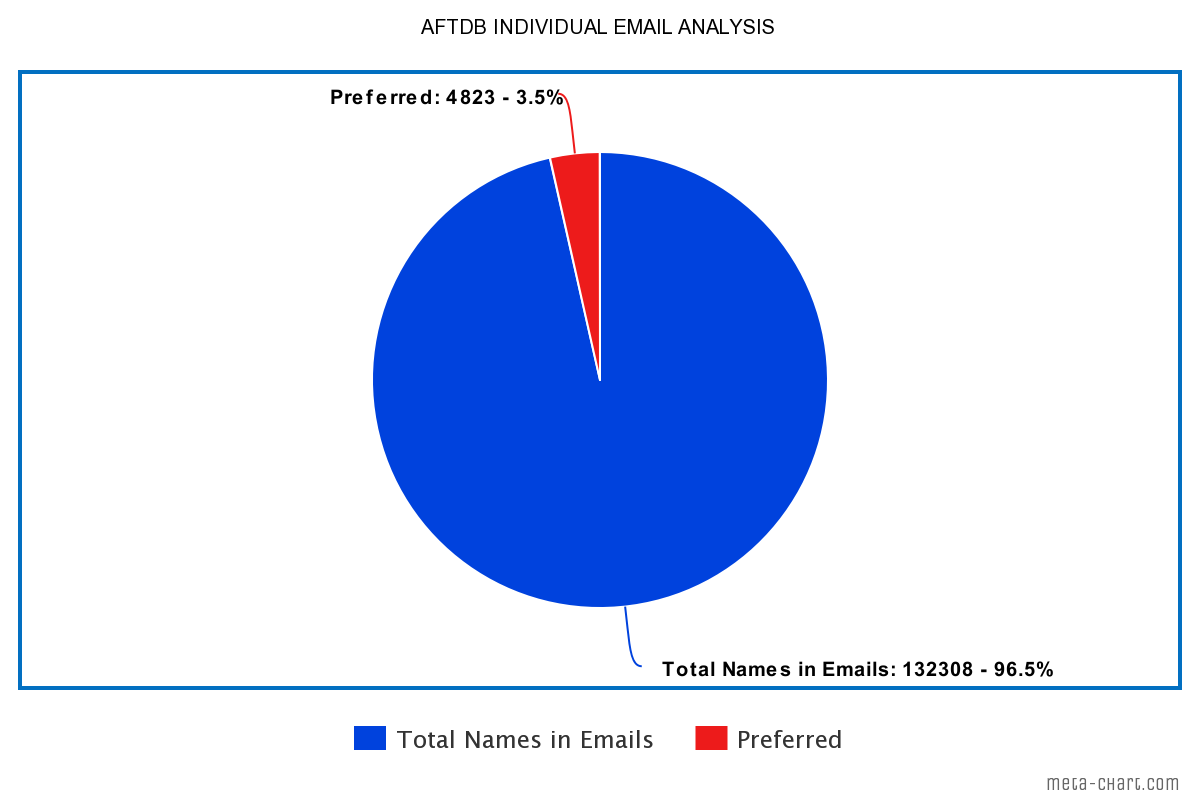 AFTDB INDIVIDUAL EMAIL ANALYSIS
Preferred: 4823 - 3.5%
Total Names in Emails: 132308 - 96.5%
Total Names in Emails Preferred
meta-chart.com